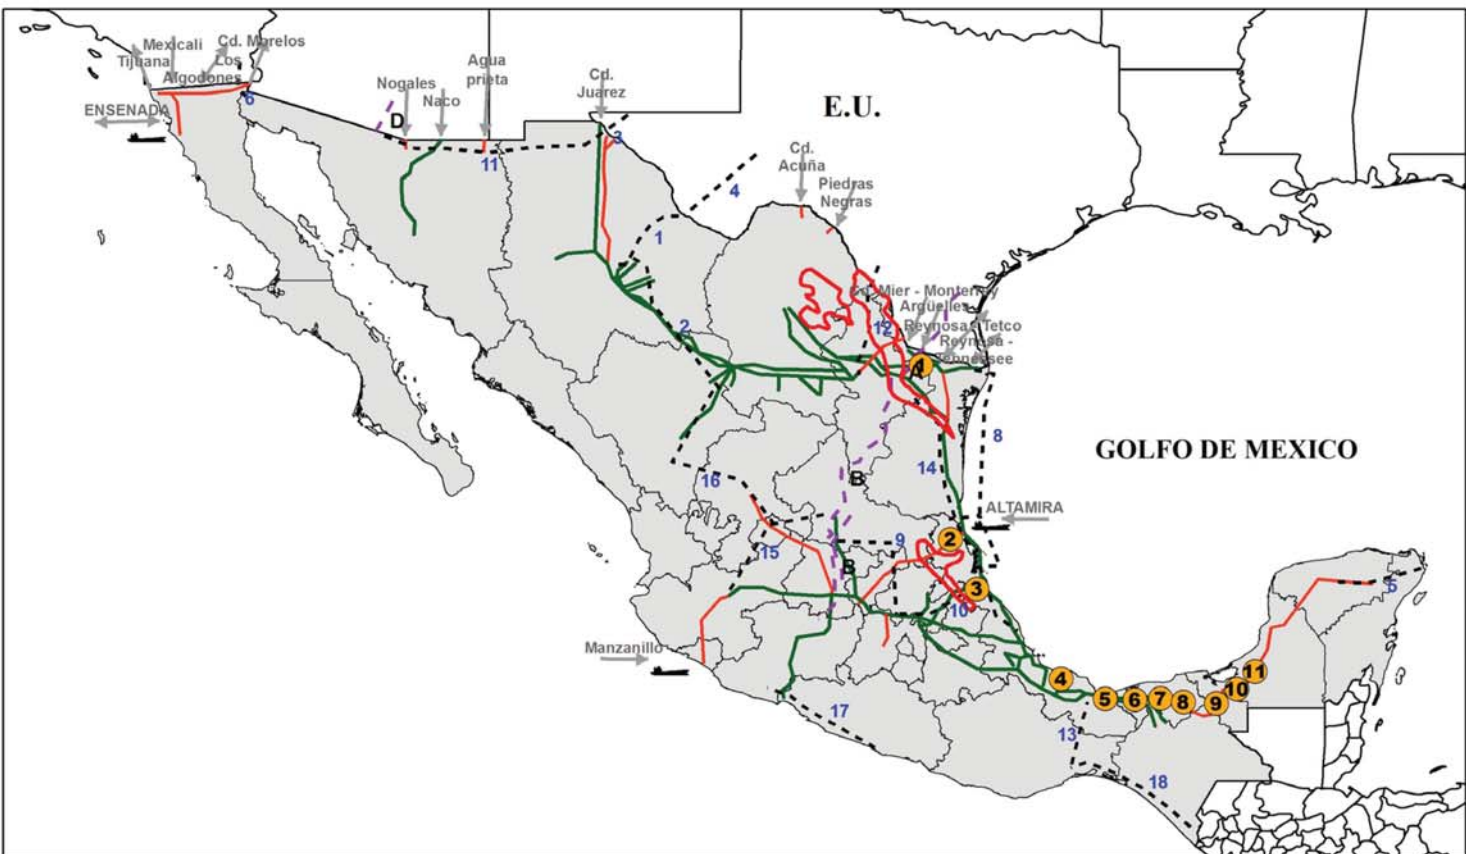 Mexicali
Cd. Morelos
Tijuana
Los
Algodones
ENSENADA
6
Nogales
D
Naco
Agua
prieta
11
Cd.
Juarez
3
E.U.
Cd.
Acuña
Piedras
Negras
4
1
2
Cd. Mier - Monterrey
Argüelles
12
Reynosa - Tetco
Reynosa -
Tennessee
1
A
8
GOLFO DE MEXICO
14
B
16
ALTAMIRA
2
9
15
B
3
10
5
Manzanillo
4
5
6
7
8
9
10
11
17
13
18